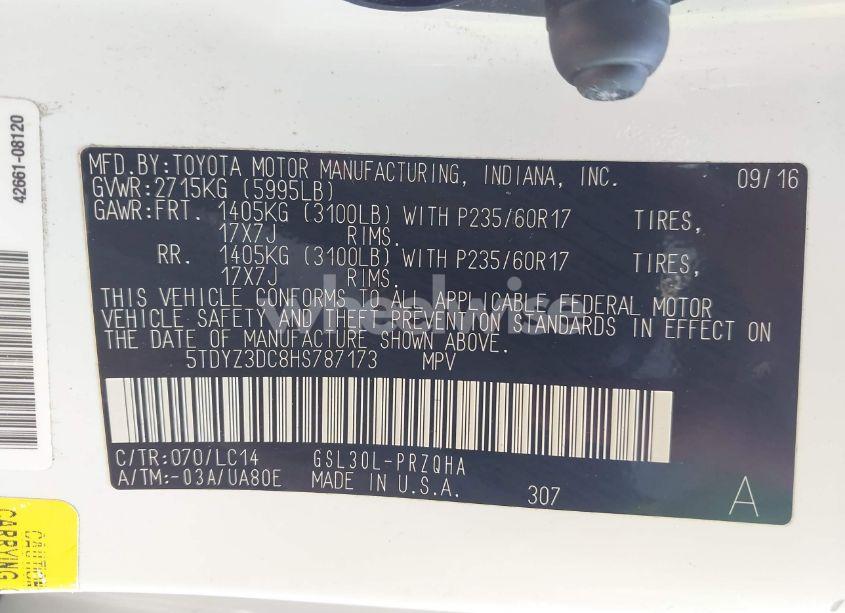 42661-08120
MFD.BY:TOYOTA MOTOR MANUFACTURING, INDIANA, INC. 09/16
GVWR:2715KG (5995LB)
GAWR:FRT. 1405KG (3100LB) WITH P235/60R17 TIRES,
17X7J RIMS.
RR. 1405KG (3100LB) WITH P235/60R17 TIRES,
17X7J RIMS.
THIS VEHICLE CONFORMS TO ALL APPLICABLE FEDERAL MOTOR
VEHICLE SAFETY AND THEFT PREVENTION STANDARDS IN EFFECT ON
THE DATE OF MANUFACTURE SHOWN ABOVE.
5TDYZ3DC8HS787173 MPV
C/TR:070/LC14 GSL30L-PRZQHA
A/TM:-03A/UA80E MADE IN U.S.A. 307 A
CAUTION
CARRYING
wheelwise